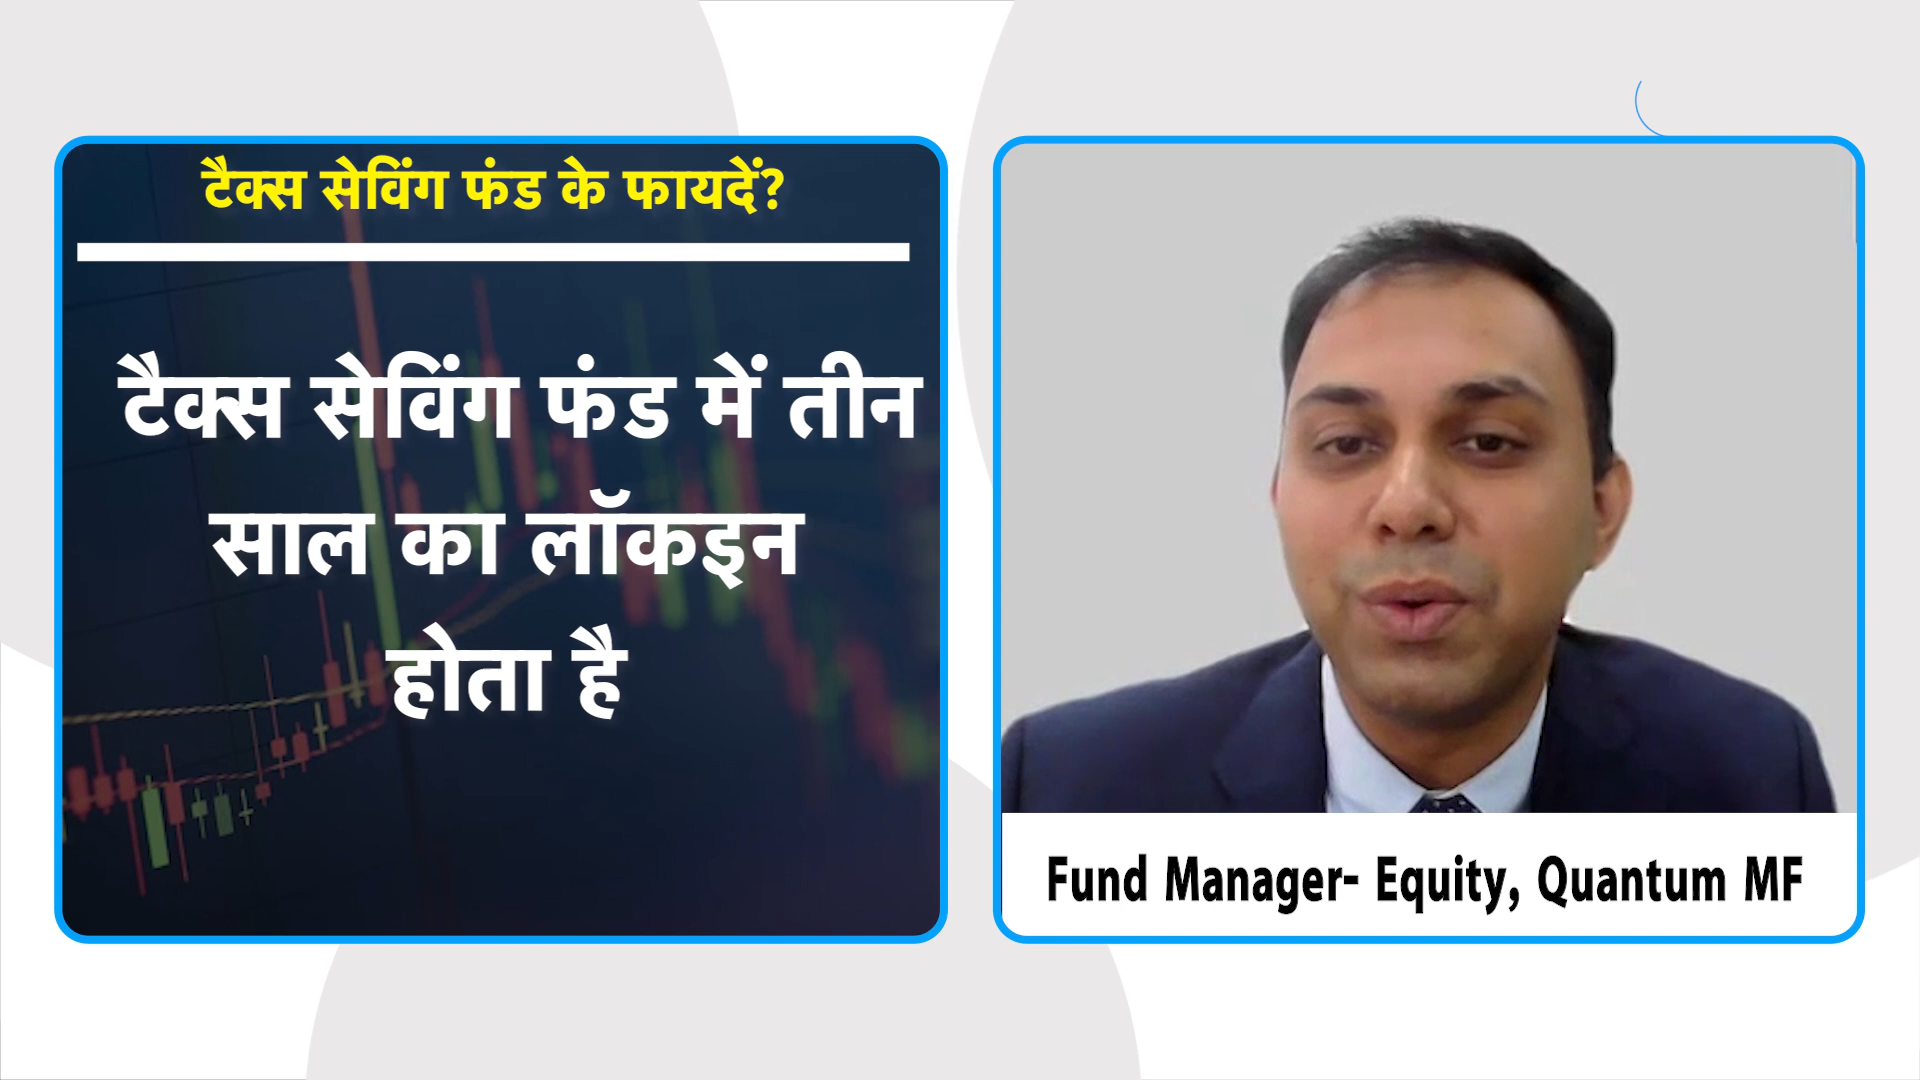 टैक्स सेविंग फंड के फायदें?
टैक्स सेविंग फंड में तीन
साल का लॉकइन
होता है
Fund Manager- Equity, Quantum MF